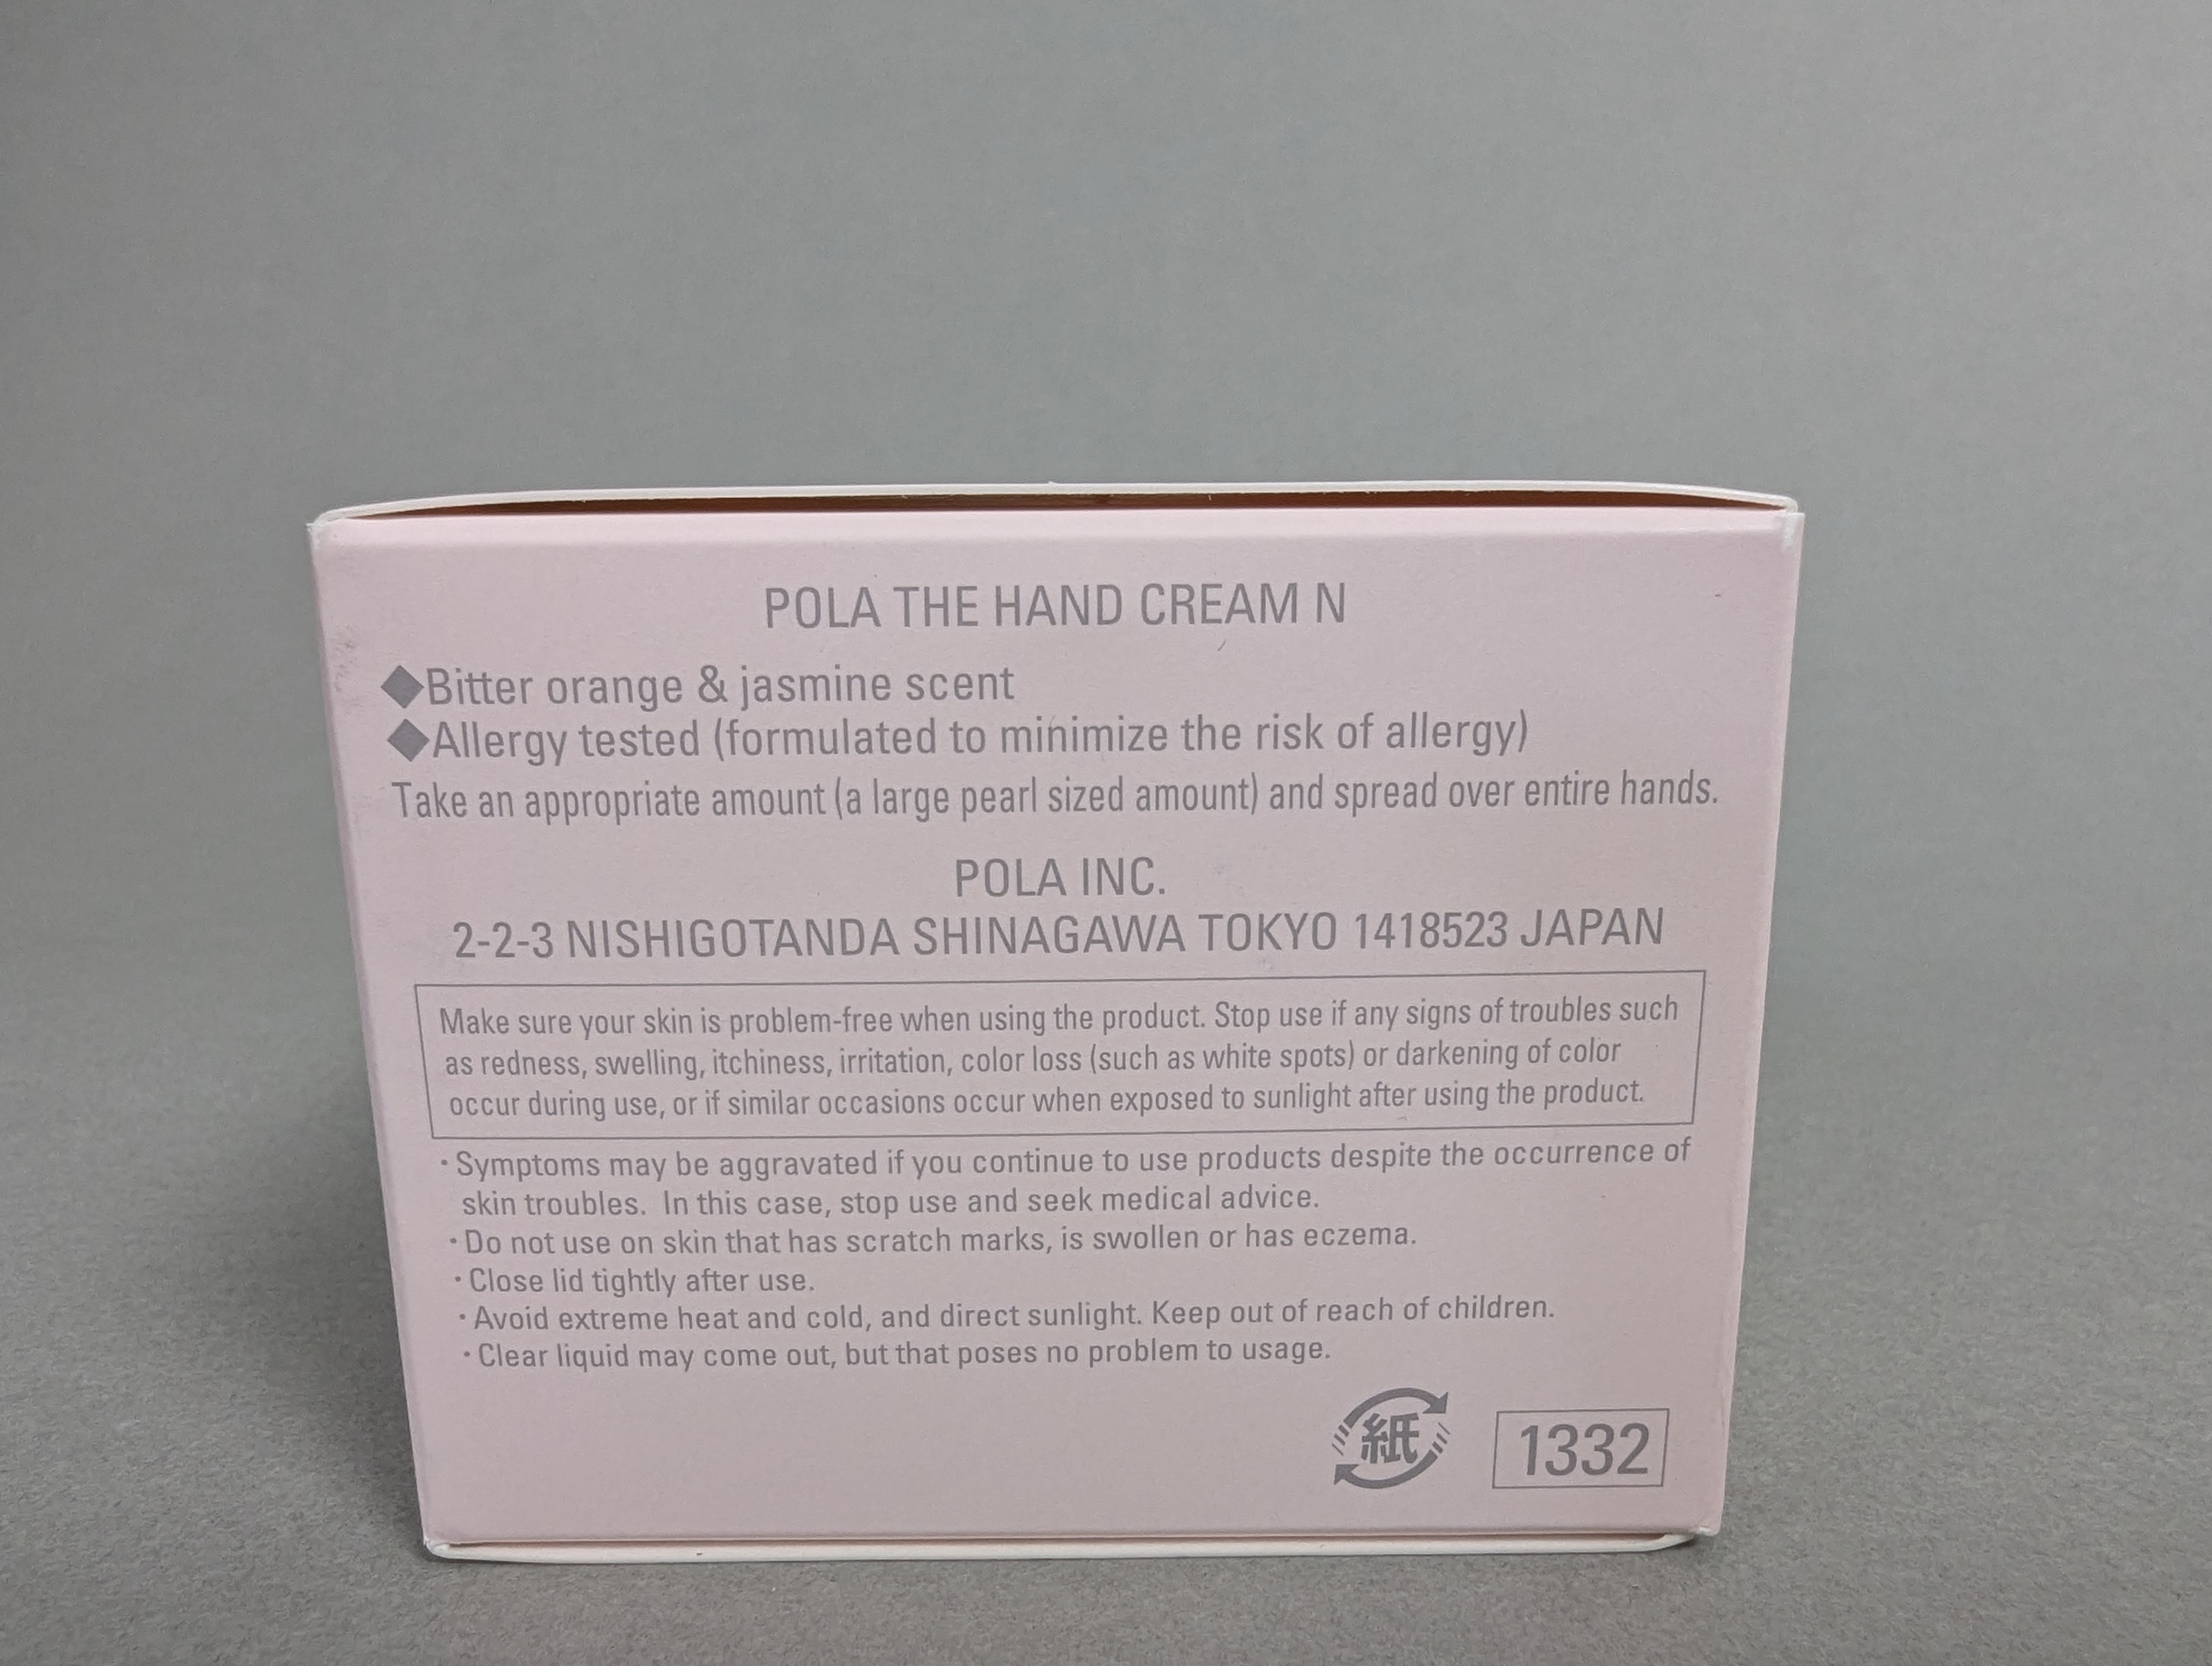 POLA THE HAND CREAM N
◆Bitter orange & jasmine scent
◆Allergy tested (formulated to minimize the risk of allergy)
Take an appropriate amount (a large pearl sized amount) and spread over entire hands.
POLA INC.
2-2-3 NISHIGOTANDA SHINAGAWA TOKYO 1418523 JAPAN
Make sure your skin is problem-free when using the product. Stop use if any signs of troubles such
as redness, swelling, itchiness, irritation, color loss (such as white spots) or darkening of color
occur during use, or if similar occasions occur when exposed to sunlight after using the product.
・Symptoms may be aggravated if you continue to use products despite the occurrence of
skin troubles. In this case, stop use and seek medical advice.
・Do not use on skin that has scratch marks, is swollen or has eczema.
・Close lid tightly after use.
・Avoid extreme heat and cold, and direct sunlight. Keep out of reach of children.
・Clear liquid may come out, but that poses no problem to usage.
紙
1332